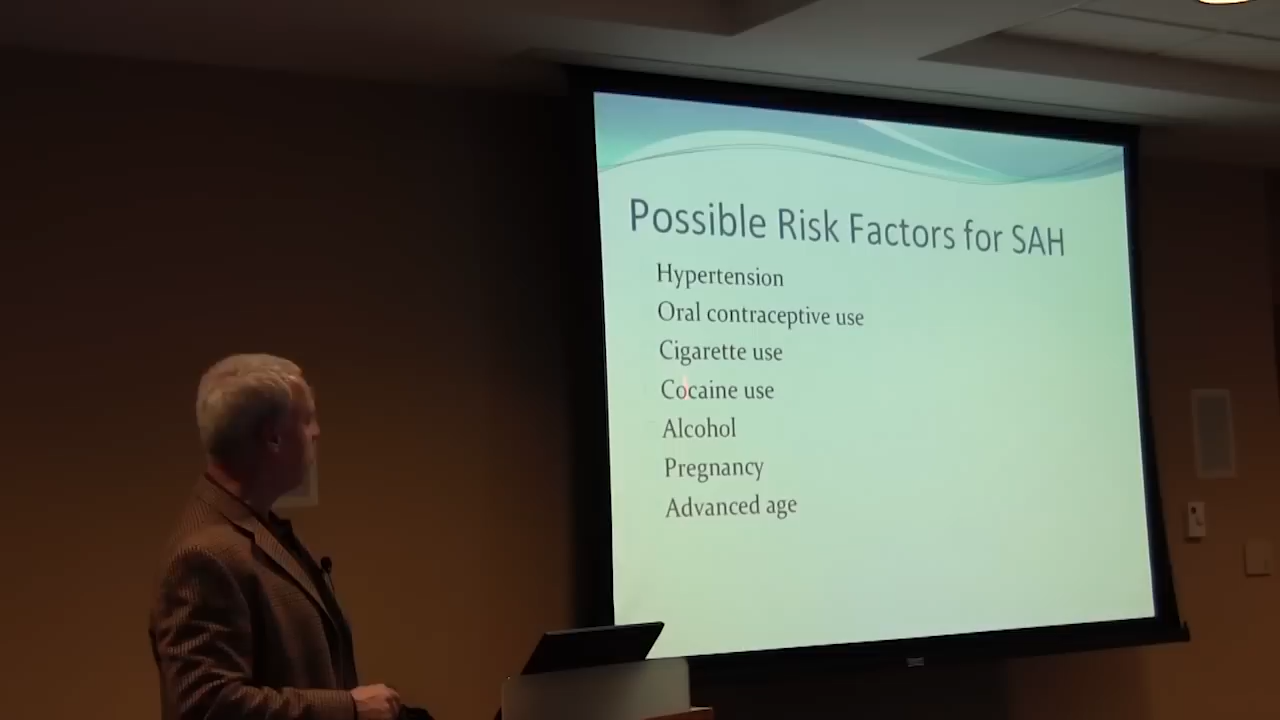 Possible Risk Factors for SAH
Hypertension
Oral contraceptive use
Cigarette use
Cocaine use
Alcohol
Pregnancy
Advanced age